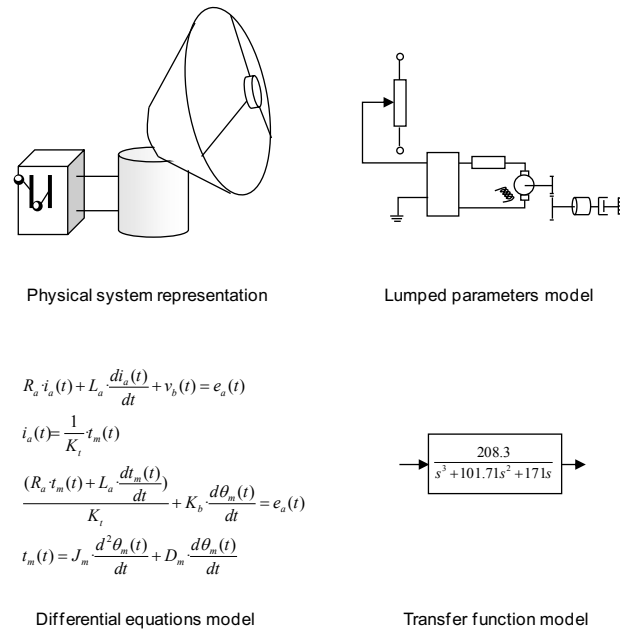 Physical system representation
Lumped parameters model
R_a·i_a(t) + L_a·di_a(t)/dt + v_b(t) = e_a(t)
i_a(t) = 1/K_t·t_m(t)
(R_a·t_m(t) + L_a·dt_m(t)/dt)/K_t + K_b·dθ_m(t)/dt = e_a(t)
t_m(t) = J_m·d²θ_m(t)/dt + D_m·dθ_m(t)/dt
208.3/(s³+101.71s²+171s)
Differential equations model
Transfer function model